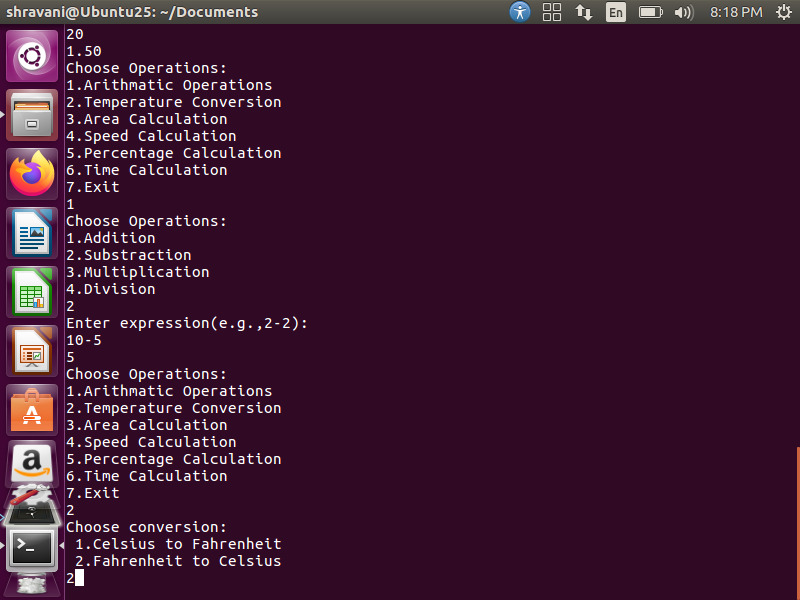 shravani@Ubuntu25: ~/Documents
En
8:18 PM
20
1.50
Choose Operations:
1.Arithmatic Operations
2.Temperature Conversion
3.Area Calculation
4.Speed Calculation
5.Percentage Calculation
6.Time Calculation
7.Exit
1
Choose Operations:
1.Addition
2.Substraction
3.Multiplication
4.Division
2
Enter expression(e.g.,2-2):
10-5
5
Choose Operations:
1.Arithmatic Operations
2.Temperature Conversion
3.Area Calculation
4.Speed Calculation
5.Percentage Calculation
6.Time Calculation
7.Exit
2
Choose conversion:
1.Celsius to Fahrenheit
2.Fahrenheit to Celsius
2